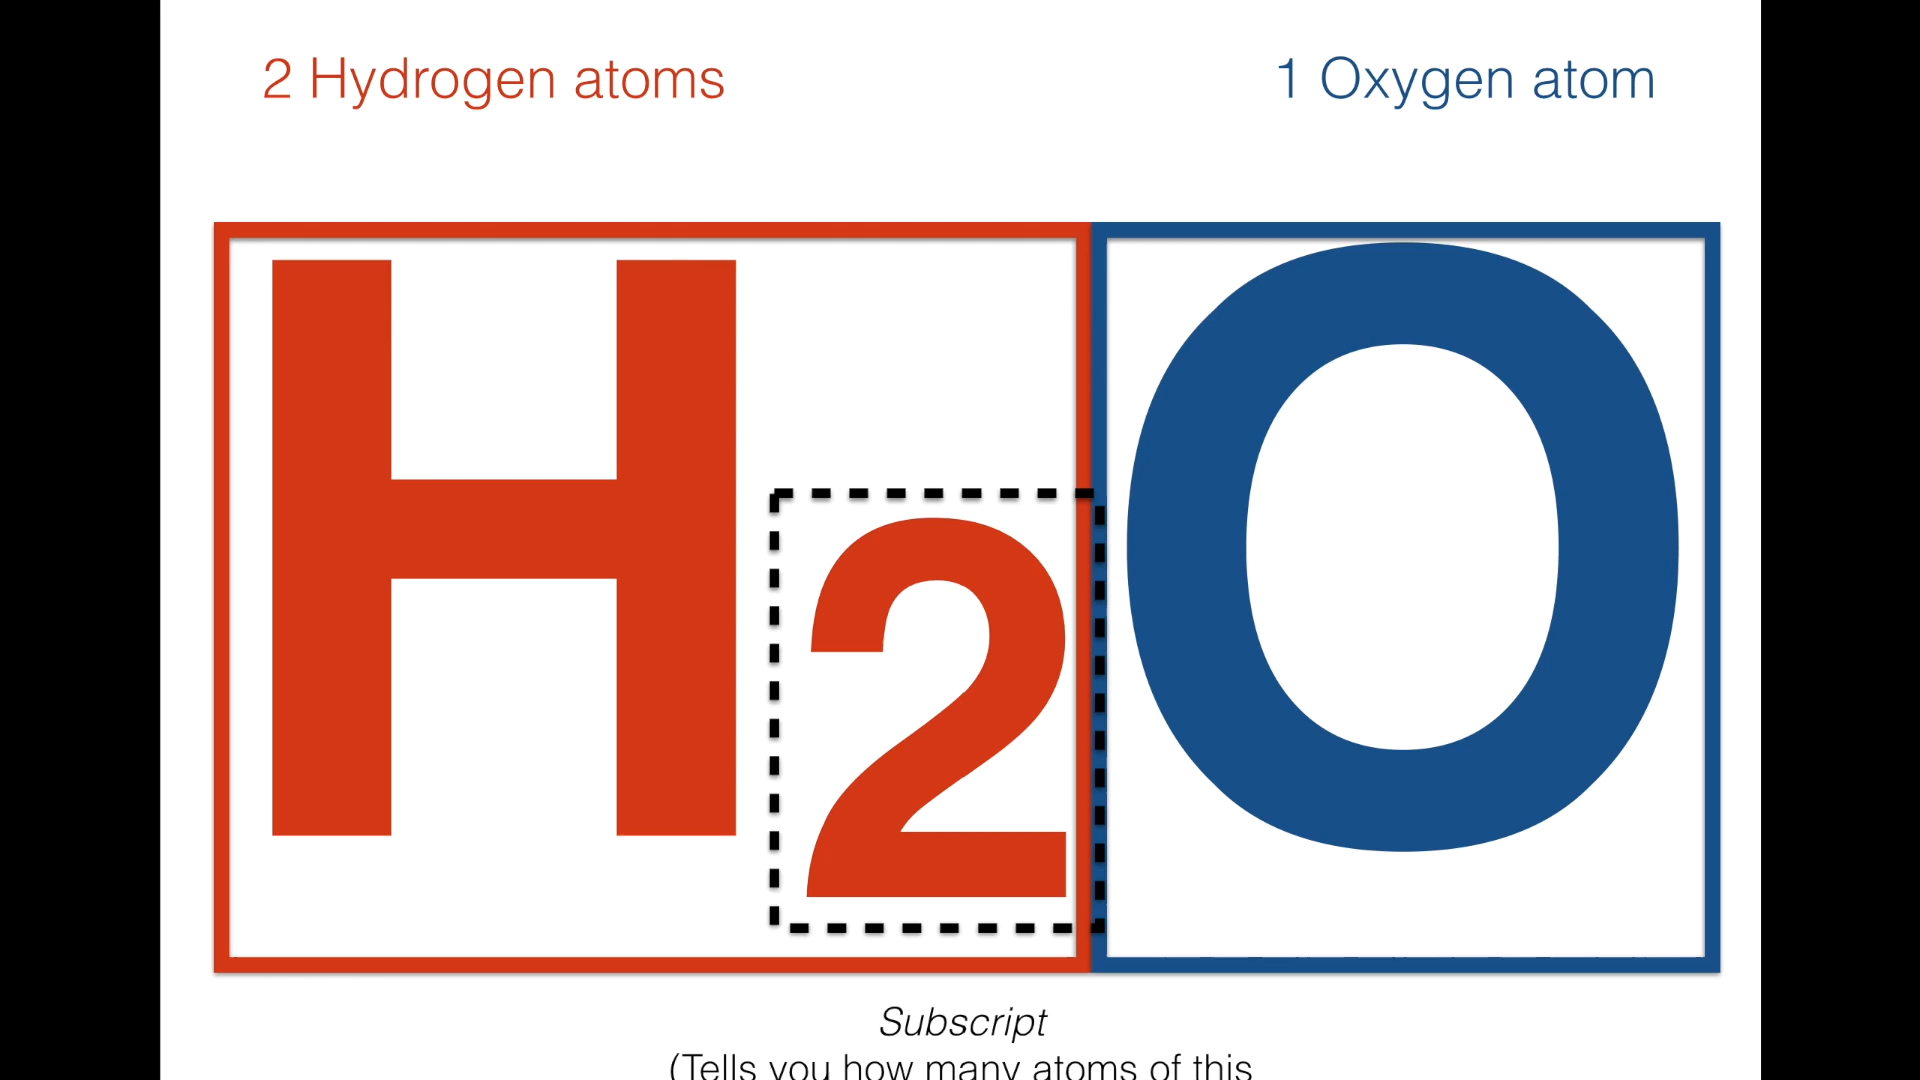 2 Hydrogen atoms
1 Oxygen atom
H2O
Subscript
(Tells you how many atoms of this